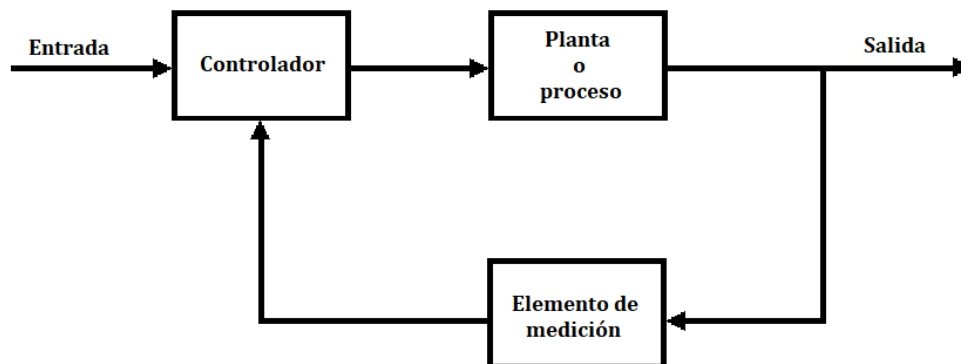 Entrada
Controlador
Planta
o
proceso
Salida
Elemento de
medición